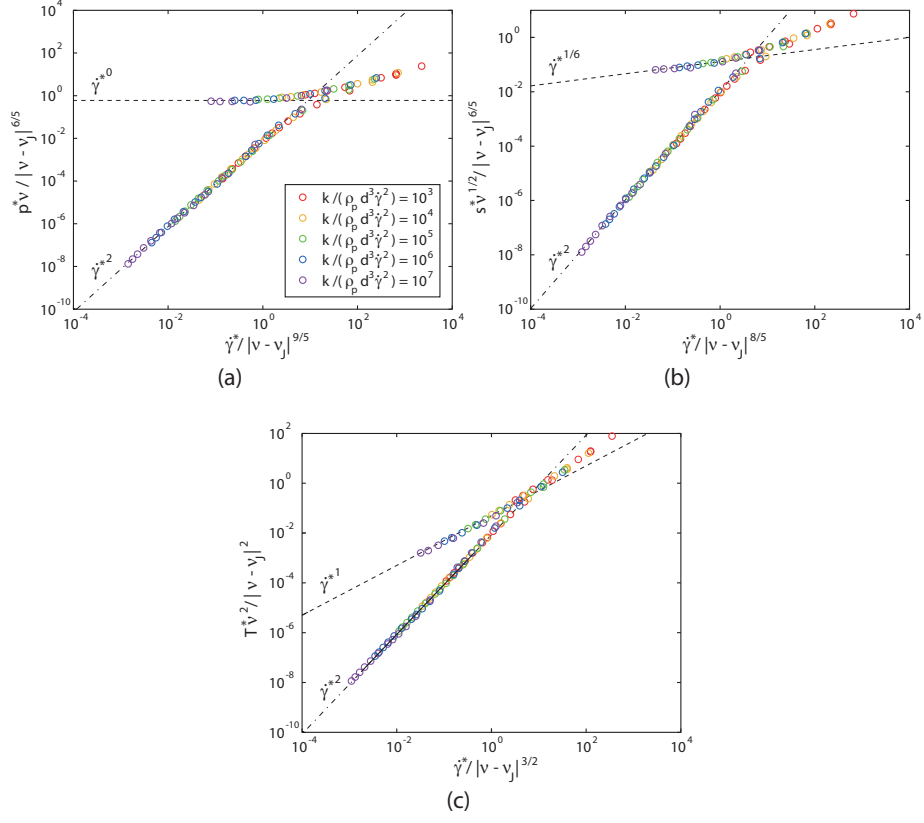 10^4
10^2
10^0
10^-2
10^-4
10^-6
10^-8
10^-10
p* ν / |ν - ν_J|^6/5
γ̇*^0
γ̇*^2
k / (ρ_p d^3 γ̇^2) = 10^3
k / (ρ_p d^3 γ̇^2) = 10^4
k / (ρ_p d^3 γ̇^2) = 10^5
k / (ρ_p d^3 γ̇^2) = 10^6
k / (ρ_p d^3 γ̇^2) = 10^7
10^-4 10^-2 10^0 10^2 10^4
γ̇* / |ν - ν_J|^9/5
(a)
10^0
10^-2
10^-4
10^-6
10^-8
10^-10
s* ν^1/2 / |ν - ν_J|^6/5
γ̇*^1/6
γ̇*^2
10^-4 10^-2 10^0 10^2 10^4
γ̇* / |ν - ν_J|^8/5
(b)
10^2
10^0
10^-2
10^-4
10^-6
10^-8
10^-10
T* ν^2 / |ν - ν_J|^2
γ̇*^1
γ̇*^2
10^-4 10^-2 10^0 10^2 10^4
γ̇* / |ν - ν_J|^3/2
(c)